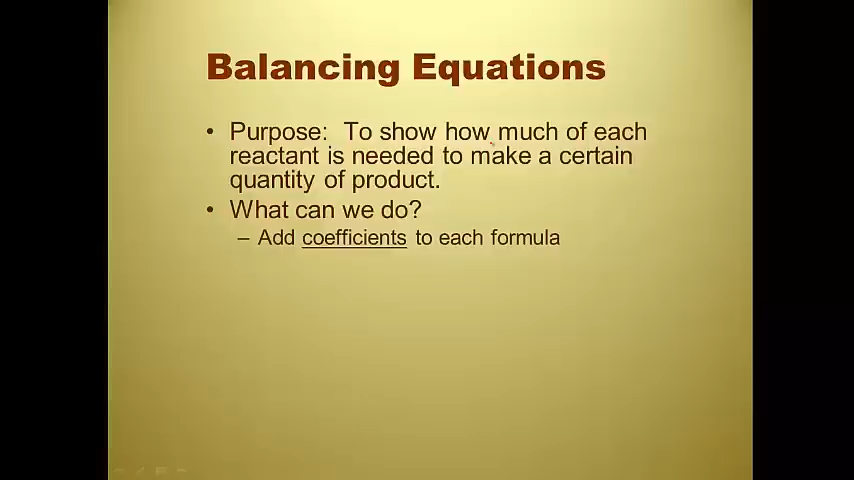 Balancing Equations
• Purpose: To show how much of each
reactant is needed to make a certain
quantity of product.
• What can we do?
– Add coefficients to each formula